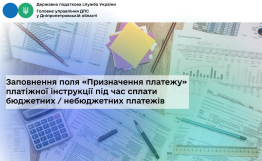 Державна податкова служба України
Головне управління ДПС
у Дніпропетровській області
Заповнення поля «Призначення платежу»
платіжної інструкції під час сплати
бюджетних / небюджетних платежів